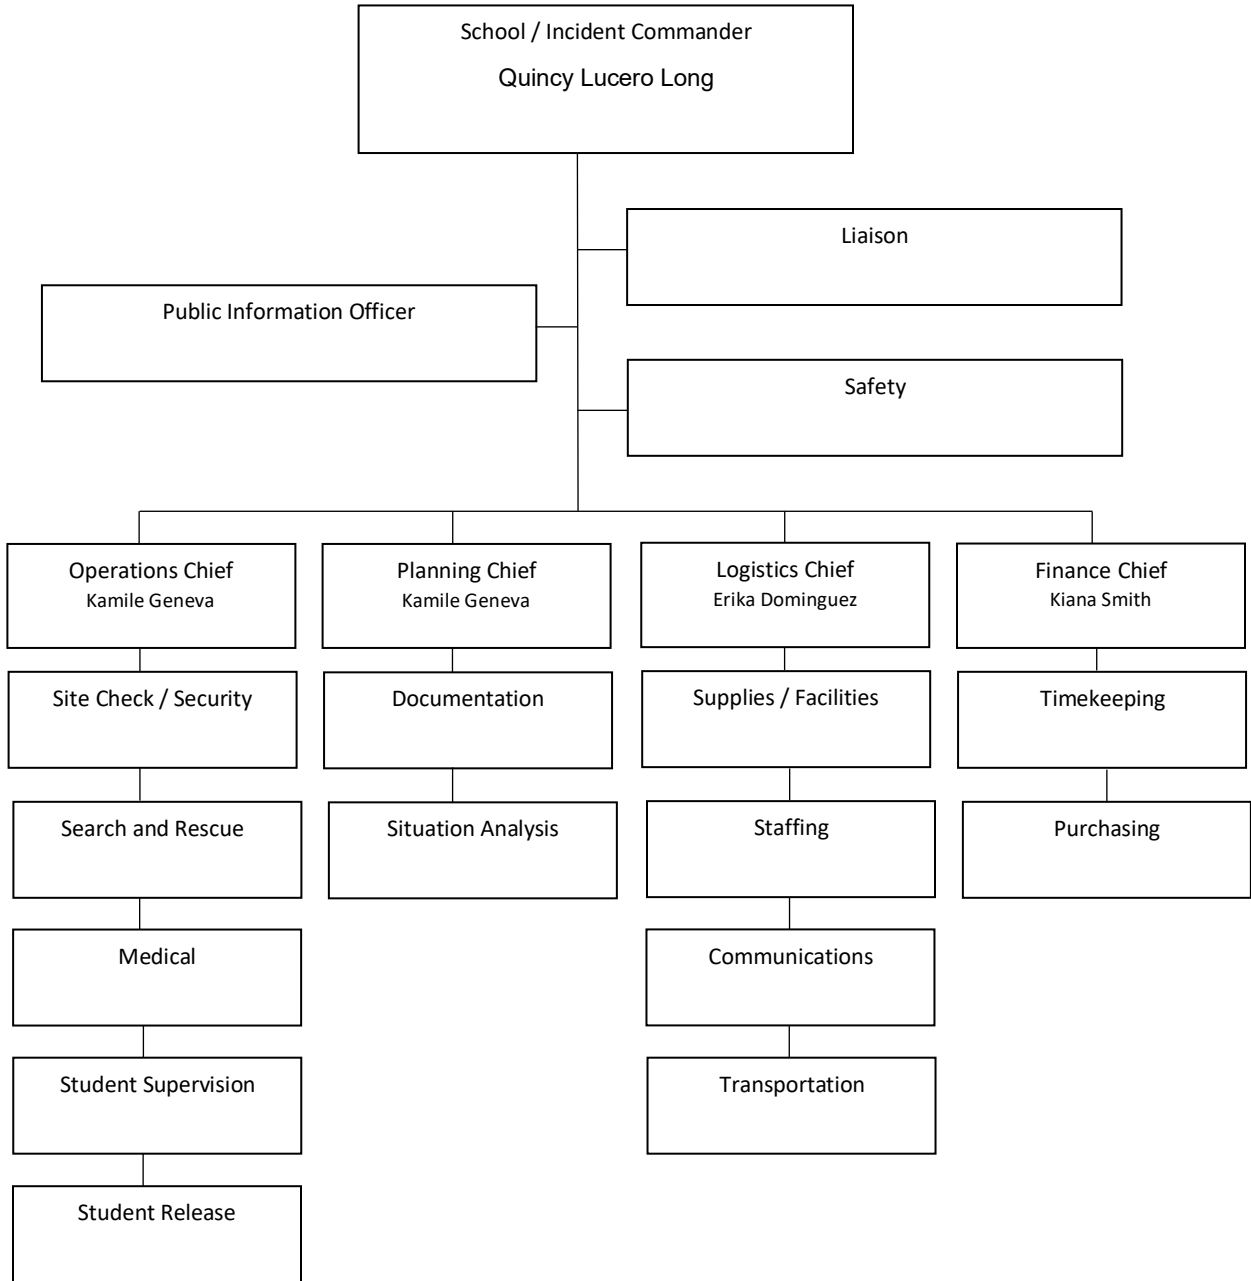 School / Incident Commander
Quincy Lucero Long
Liaison
Public Information Officer
Safety
Operations Chief
Kamile Geneva
Planning Chief
Kamile Geneva
Logistics Chief
Erika Dominguez
Finance Chief
Kiana Smith
Site Check / Security
Documentation
Supplies / Facilities
Timekeeping
Search and Rescue
Situation Analysis
Staffing
Purchasing
Medical
Communications
Student Supervision
Transportation
Student Release